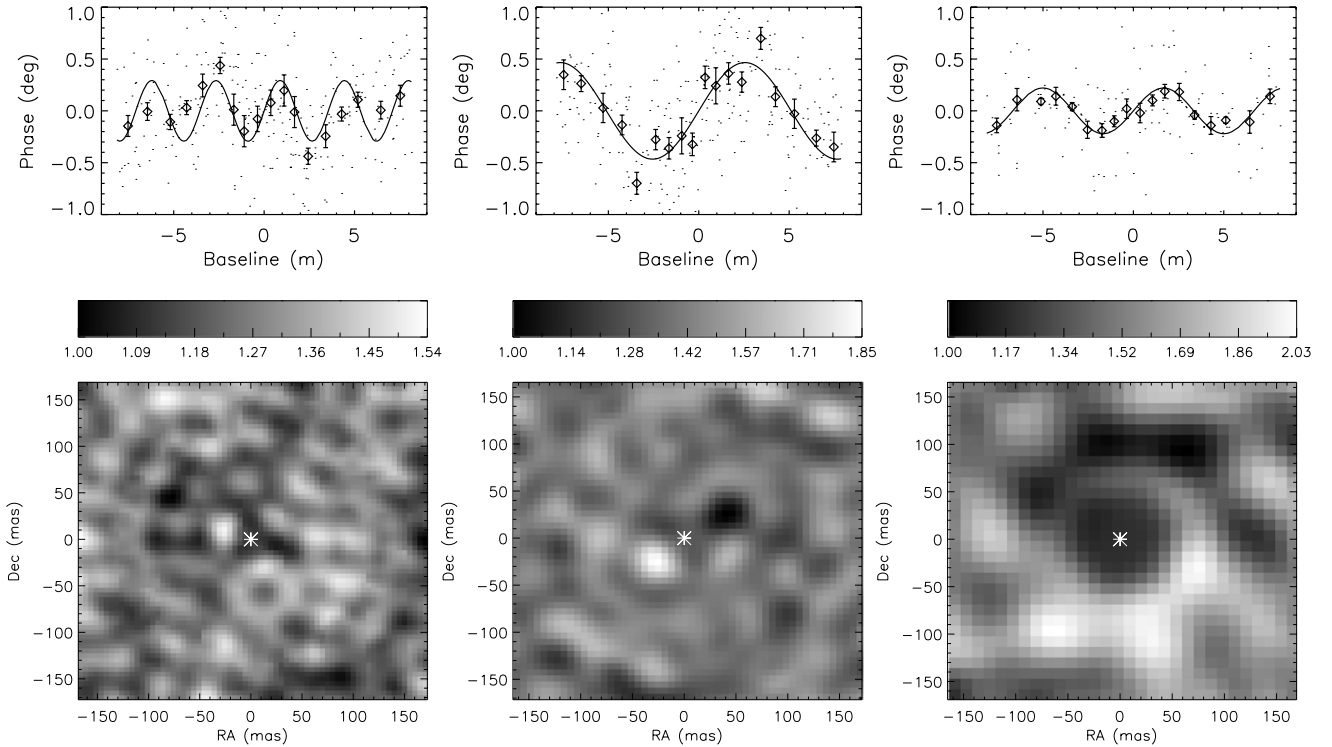 1.0 1.0 1.0
0.5 0.5 0.5
0.0 0.0 0.0
−0.5 −0.5 −0.5
−1.0 −1.0 −1.0
Phase (deg) Phase (deg) Phase (deg)
−5 0 5 −5 0 5 −5 0 5
Baseline (m) Baseline (m) Baseline (m)
1.00 1.09 1.18 1.27 1.36 1.45 1.54 1.00 1.14 1.28 1.42 1.57 1.71 1.85 1.00 1.17 1.34 1.52 1.69 1.86 2.03
150 150 150
100 100 100
50 50 50
0 0 0
−50 −50 −50
−100 −100 −100
−150 −150 −150
Dec (mas) Dec (mas) Dec (mas)
−150 −100 −50 0 50 100 150 −150 −100 −50 0 50 100 150 −150 −100 −50 0 50 100 150
RA (mas) RA (mas) RA (mas)